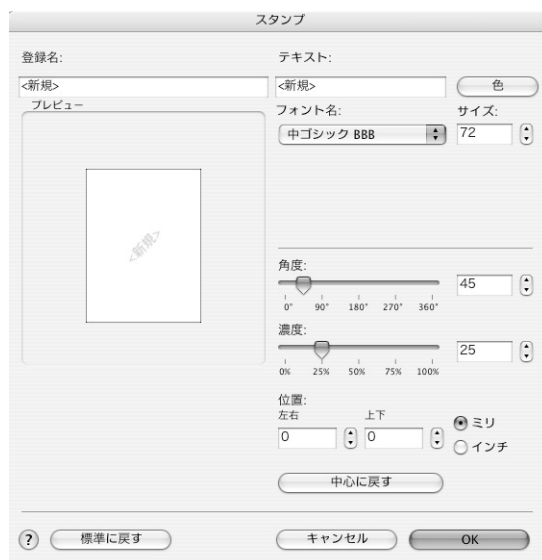 スタンプ
登録名:
<新規>
プレビュー
<新規>
テキスト:
<新規>
色
フォント名:
サイズ:
中ゴシック BBB
72
角度:
45
0° 90° 180° 270° 360°
濃度:
25
0% 25% 50% 75% 100%
位置:
左右 上下
0 0
ミリ
インチ
中心に戻す
? 標準に戻す キャンセル OK